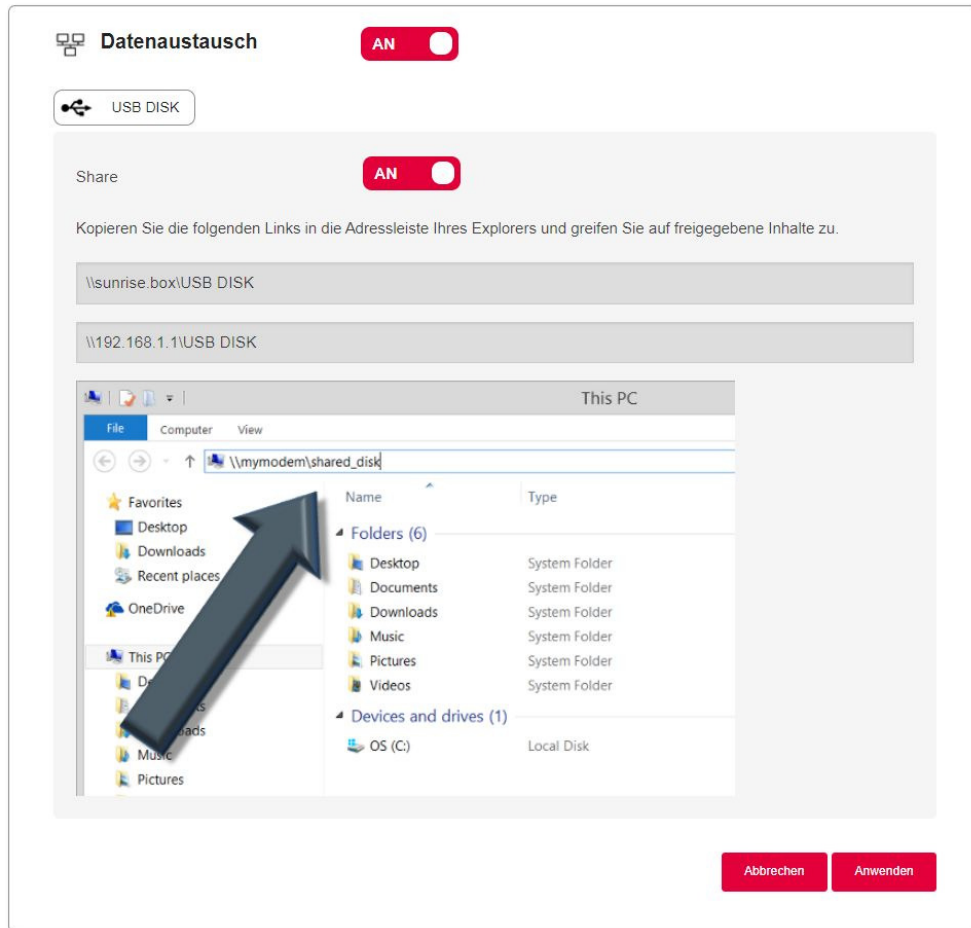 Datenaustausch
AN
USB DISK
Share
AN
Kopieren Sie die folgenden Links in die Adressleiste Ihres Explorers und greifen Sie auf freigegebene Inhalte zu.
\\sunrise.box\USB DISK
\\192.168.1.1\USB DISK
This PC
File Computer View
\\mymodem\shared_disk
Favorites
Desktop
Downloads
Recent places
OneDrive
This PC
Music
Pictures
Name Type
Folders (6)
Desktop System Folder
Documents System Folder
Downloads System Folder
Music System Folder
Pictures System Folder
Videos System Folder
Devices and drives (1)
OS (C:) Local Disk
Abbrechen Anwenden